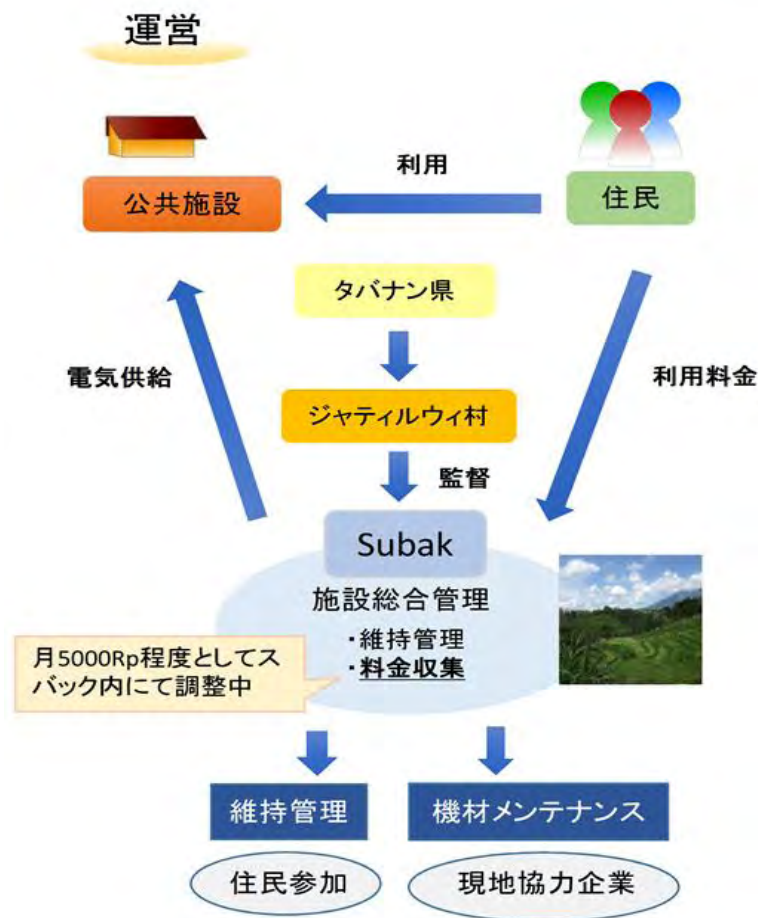 運営
利用
公共施設
住民
タバナン県
電気供給
利用料金
ジャティルウィ村
監督
Subak
施設総合管理
・維持管理
・料金収集
月5000Rp程度としてス
バック内にて調整中
維持管理
機材メンテナンス
住民参加
現地協力企業